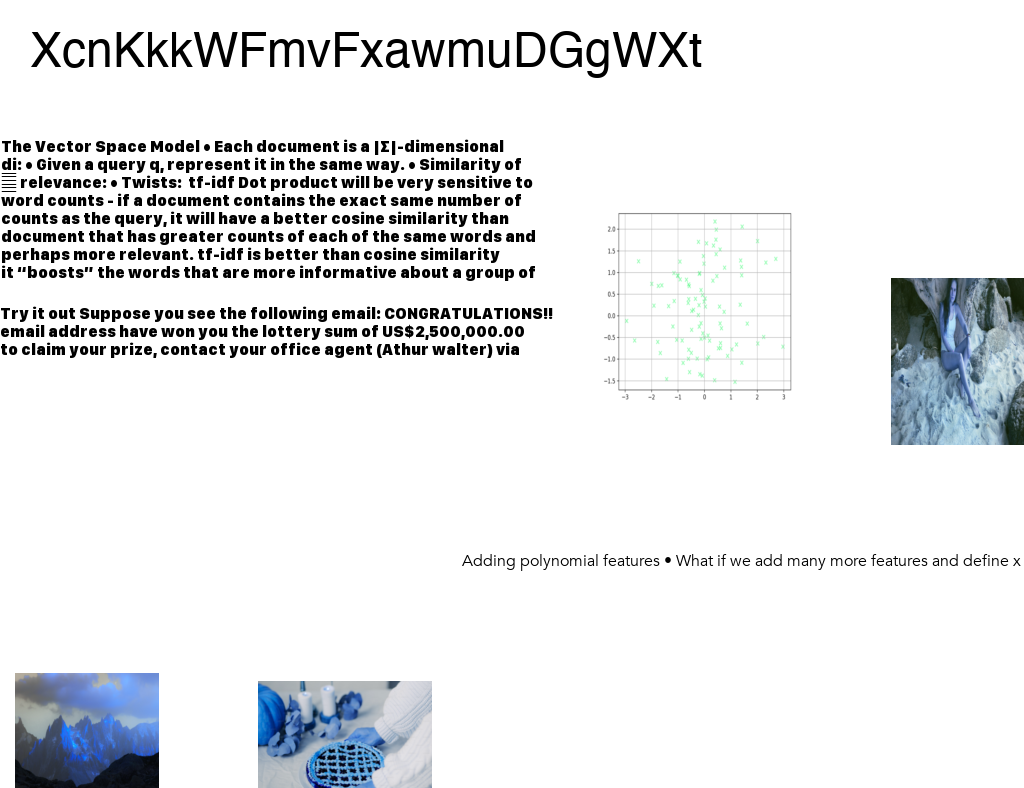 XcnKkkWFmvFxawmuDGgWXt
The Vector Space Model • Each document is a |Σ|-dimensional
di: • Given a query q, represent it in the same way. • Similarity of
relevance: • Twists: tf-idf Dot product will be very sensitive to
word counts - if a document contains the exact same number of
counts as the query, it will have a better cosine similarity than
document that has greater counts of each of the same words and
perhaps more relevant. tf-idf is better than cosine similarity
it “boosts” the words that are more informative about a group of
Try it out Suppose you see the following email: CONGRATULATIONS!!
email address have won you the lottery sum of US$2,500,000.00
to claim your prize, contact your office agent (Athur walter) via
2.0
1.5
1.0
0.5
0.0
−0.5
−1.0
−1.5
−3 −2 −1 0 1 2 3
Adding polynomial features • What if we add many more features and define x